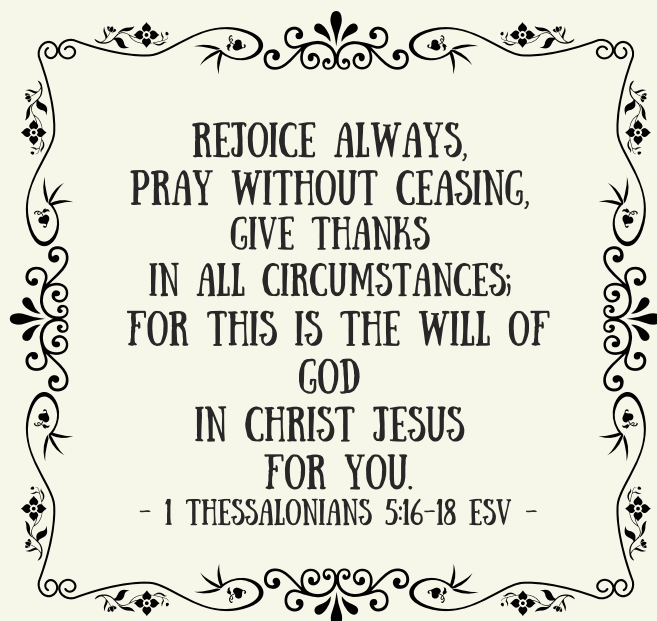 REJOICE ALWAYS,
PRAY WITHOUT CEASING,
GIVE THANKS
IN ALL CIRCUMSTANCES;
FOR THIS IS THE WILL OF
GOD
IN CHRIST JESUS
FOR YOU.
- 1 THESSALONIANS 5:16-18 ESV -